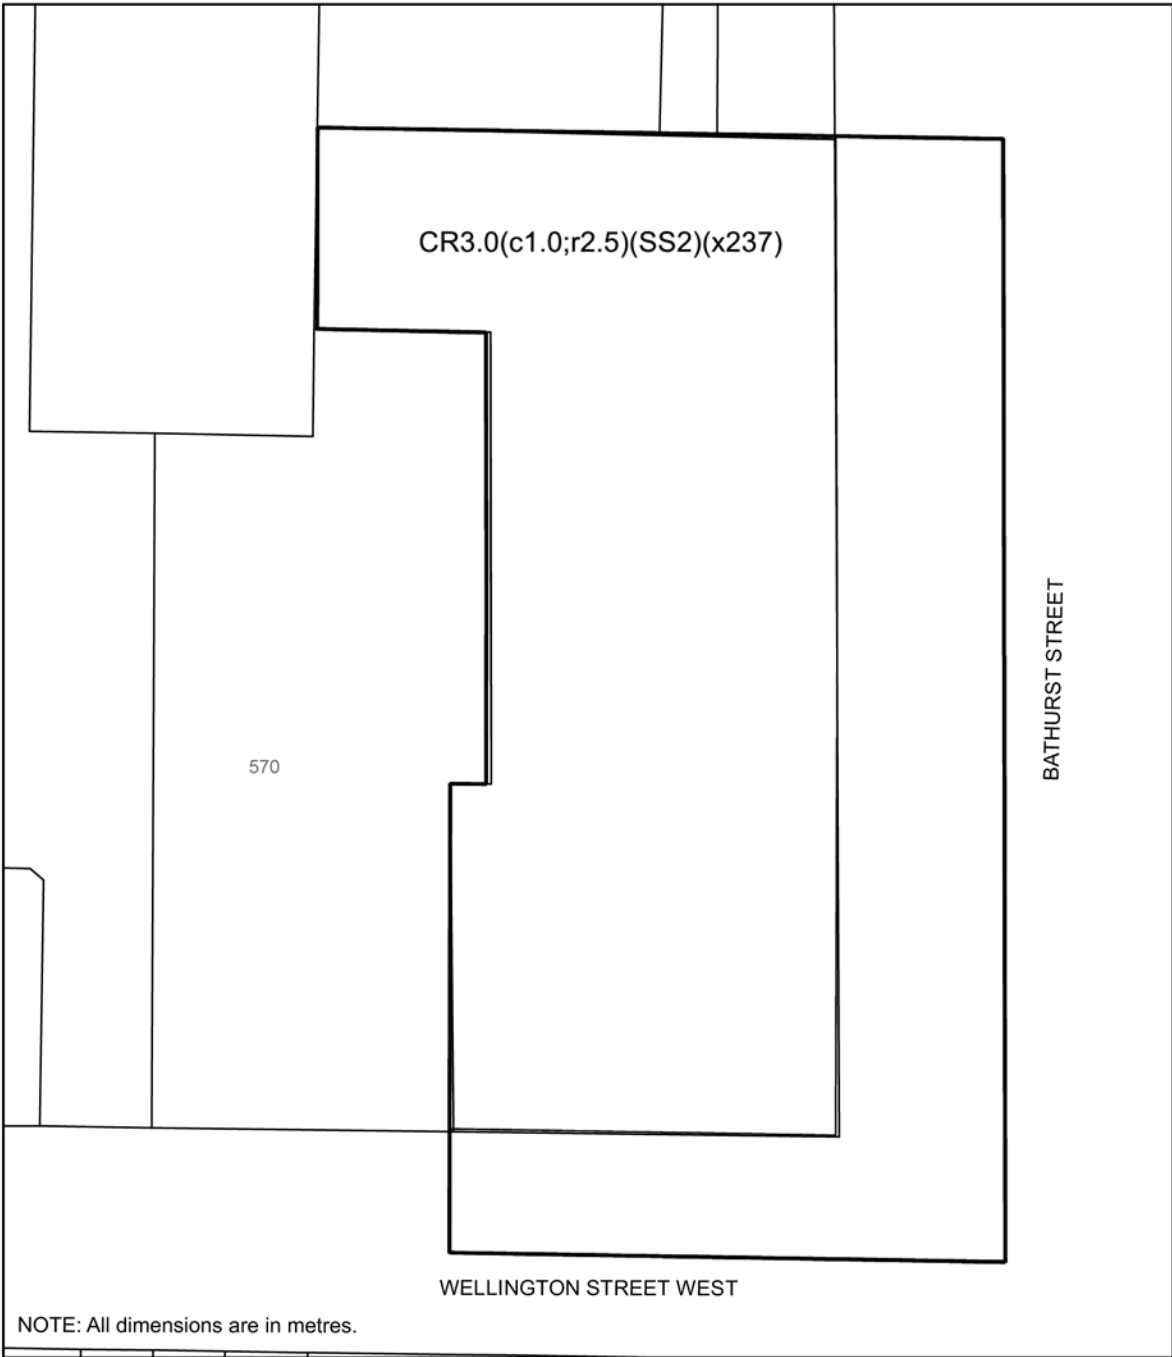 CR3.0(c1.0;r2.5)(SS2)(x237)
BATHURST STREET
570
WELLINGTON STREET WEST
NOTE: All dimensions are in metres.